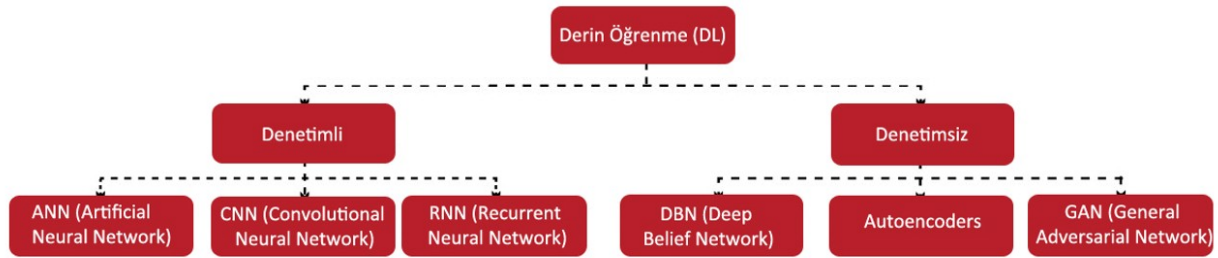 Derin Öğrenme (DL)
Denetimli
Denetimsiz
ANN (Artificial
Neural Network)
CNN (Convolutional
Neural Network)
RNN (Recurrent
Neural Network)
DBN (Deep
Belief Network)
Autoencoders
GAN (General
Adversarial Network)